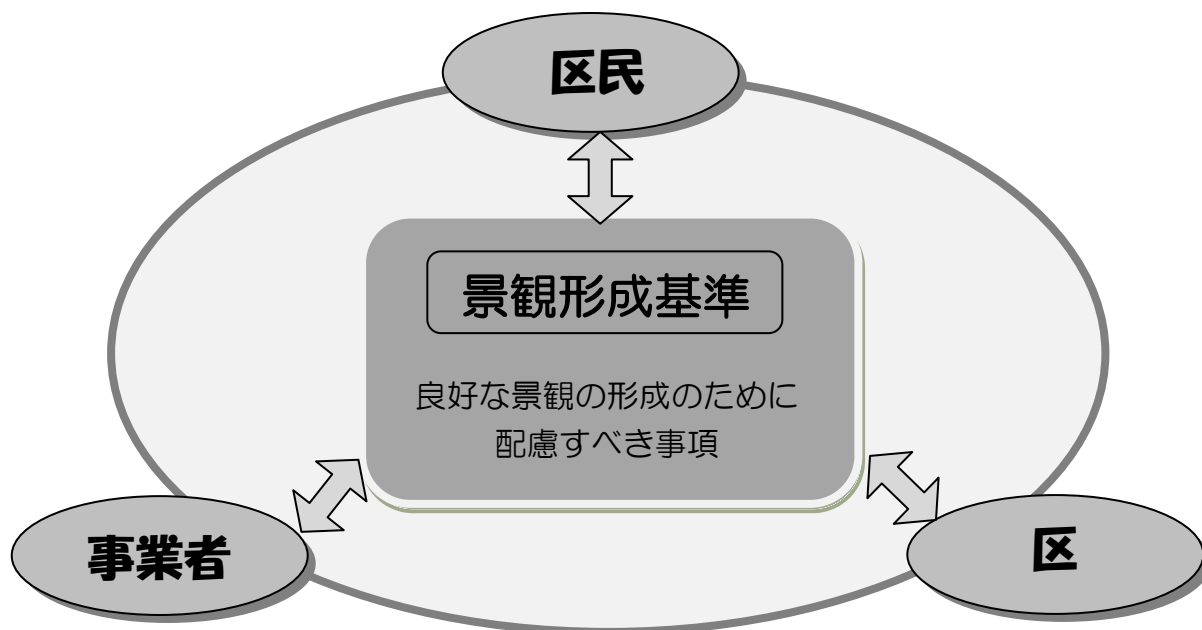 区民
景観形成基準
良好な景観の形成のために
配慮すべき事項
事業者
区